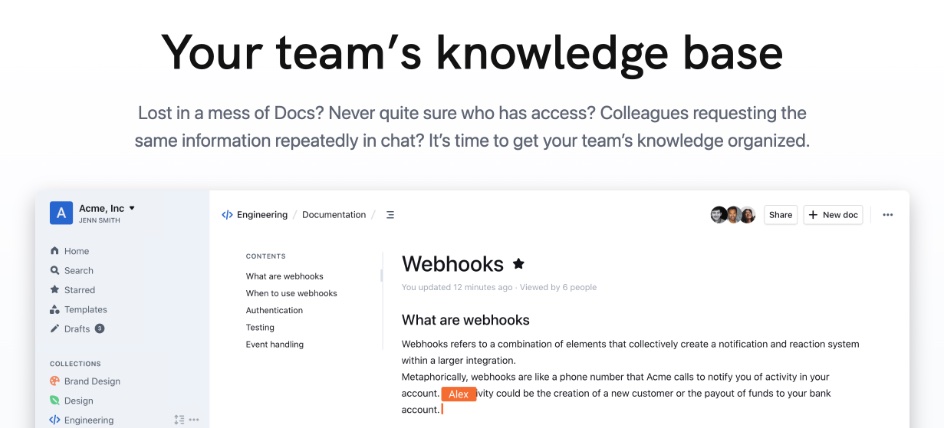 Your team's knowledge base
Lost in a mess of Docs? Never quite sure who has access? Colleagues requesting the
same information repeatedly in chat? It's time to get your team's knowledge organized.
A
Acme, Inc
JENN SMITH
Home
Search
Starred
Templates
Drafts 3
COLLECTIONS
Brand Design
Design
Engineering
Engineering / Documentation /
Share
+ New doc
CONTENTS
What are webhooks
When to use webhooks
Authentication
Testing
Event handling
Webhooks
You updated 12 minutes ago · Viewed by 6 people
What are webhooks
Webhooks refers to a combination of elements that collectively create a notification and reaction system
within a larger integration.
Metaphorically, webhooks are like a phone number that Acme calls to notify you of activity in your
account. Alex ivity could be the creation of a new customer or the payout of funds to your bank
account.